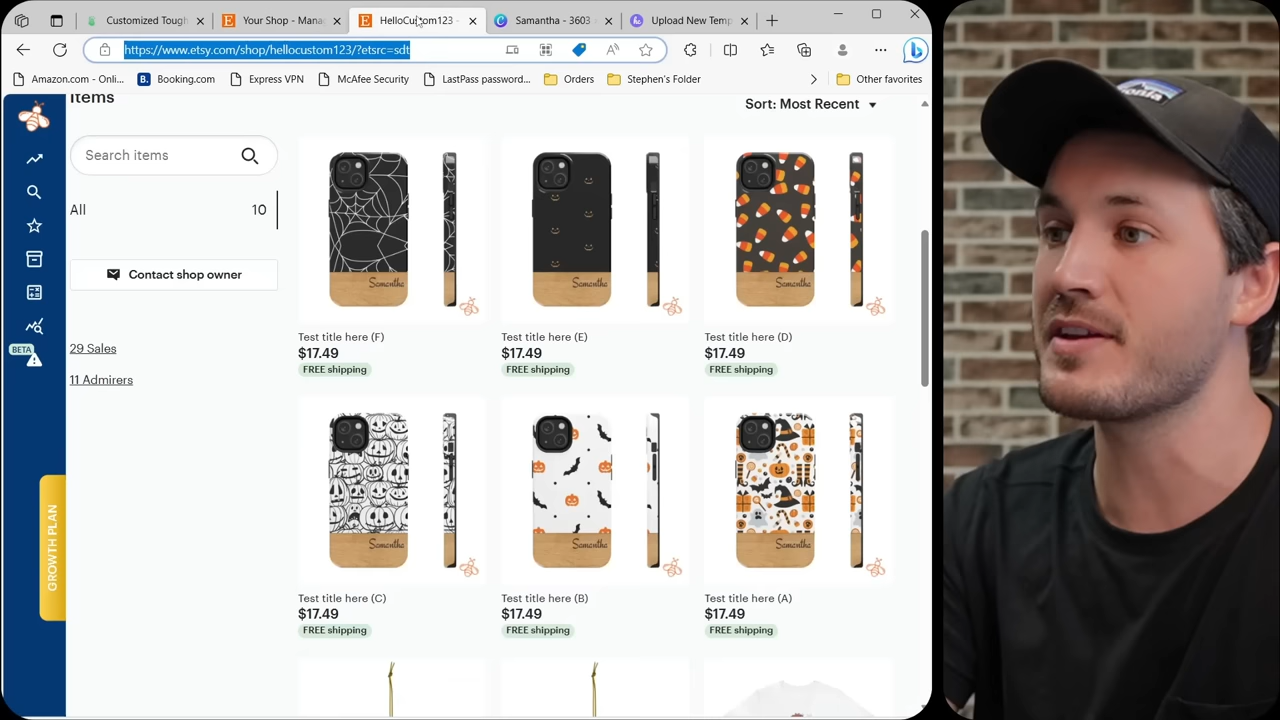 Customized Tough
Your Shop - Mana
HelloCustom123 -
Samantha - 3603
Upload New Temp
https://www.etsy.com/shop/hellocustom123/?etsrc=sdt
Amazon.com - Onli...
Booking.com
Express VPN
McAfee Security
LastPass password...
Orders
Stephen's Folder
Other favorites
Items
Sort: Most Recent
Search items
All 10
Contact shop owner
29 Sales
11 Admirers
BETA
GROWTH PLAN
Samantha
Samantha
Samantha
Test title here (F)
$17.49
FREE shipping
Test title here (E)
$17.49
FREE shipping
Test title here (D)
$17.49
FREE shipping
Samantha
Samantha
Samantha
Test title here (C)
$17.49
FREE shipping
Test title here (B)
$17.49
FREE shipping
Test title here (A)
$17.49
FREE shipping